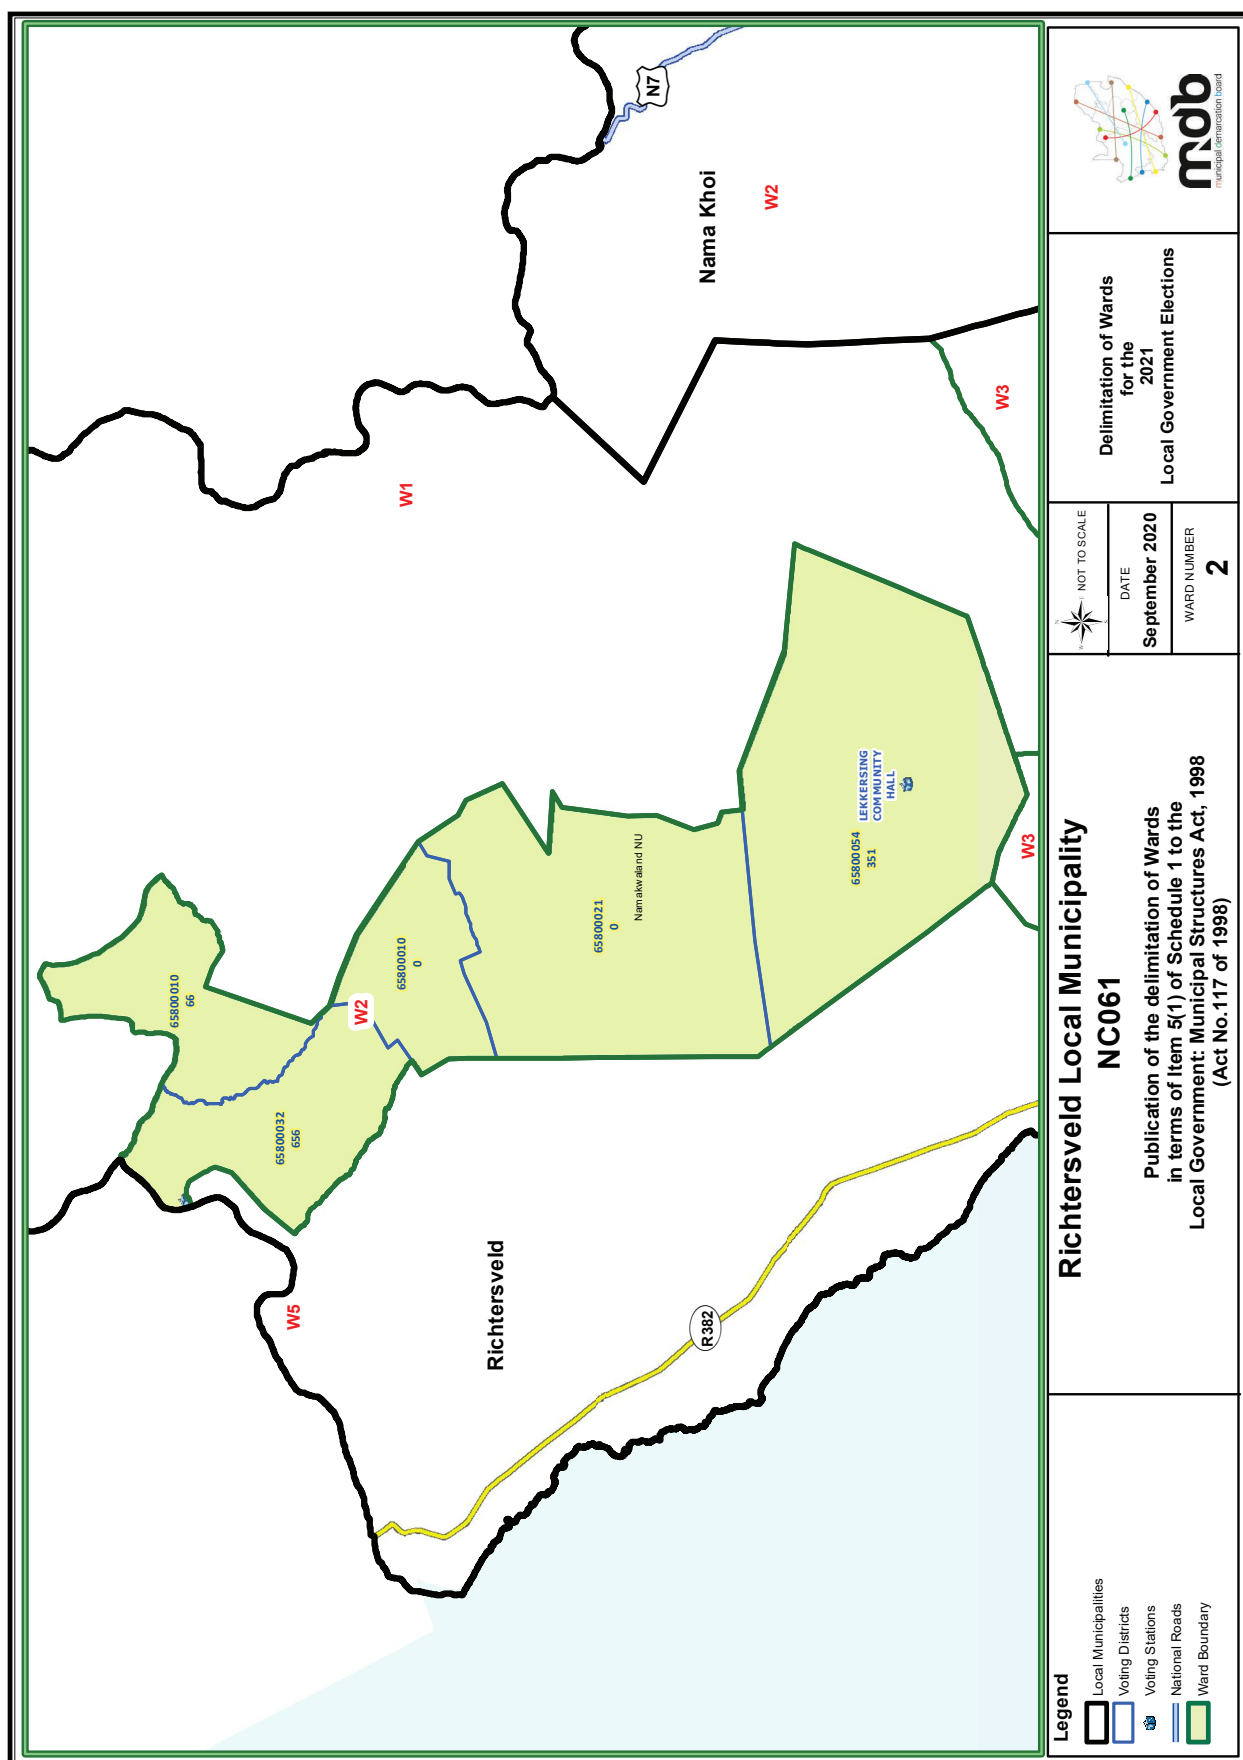 N7
Nama Khoi
W2
W1
W3
65800010
66
65800032
656
W2
65800010
0
65800021
0
Namakwaland NU
65800054
351
LEKKERSING
COMMUNITY
HALL
W3
W5
Richtersveld
R382
Legend
Local Municipalities
Voting Districts
Voting Stations
National Roads
Ward Boundary
Richtersveld Local Municipality
NC061
Publication of the delimitation of Wards
in terms of Item 5(1) of Schedule 1 to the
Local Government: Municipal Structures Act, 1998
(Act No.117 of 1998)
N
W
NOT TO SCALE
DATE
September 2020
WARD NUMBER
2
Delimitation of Wards
for the
2021
Local Government Elections
mdb
municipal demarcation board